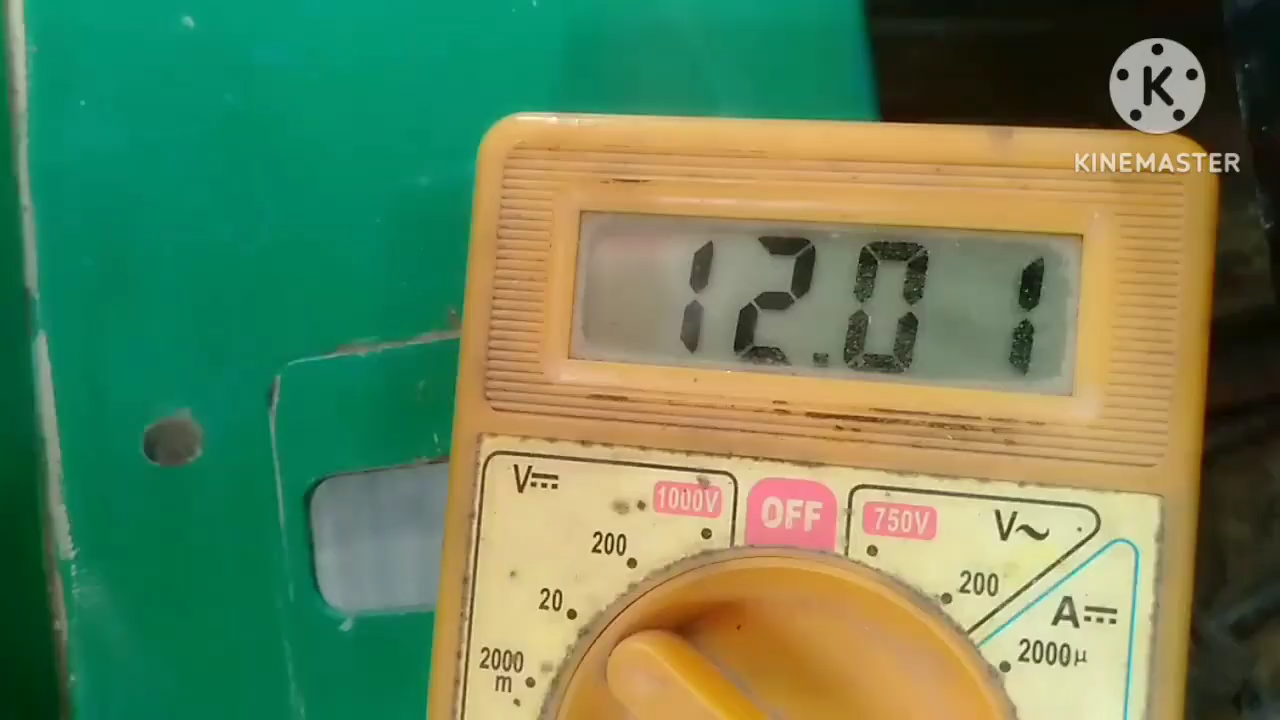 K
KINEMASTER
12.01
V⎓
1000V
OFF
750V
V~
200
200
20
A⎓
2000µ
2000
m